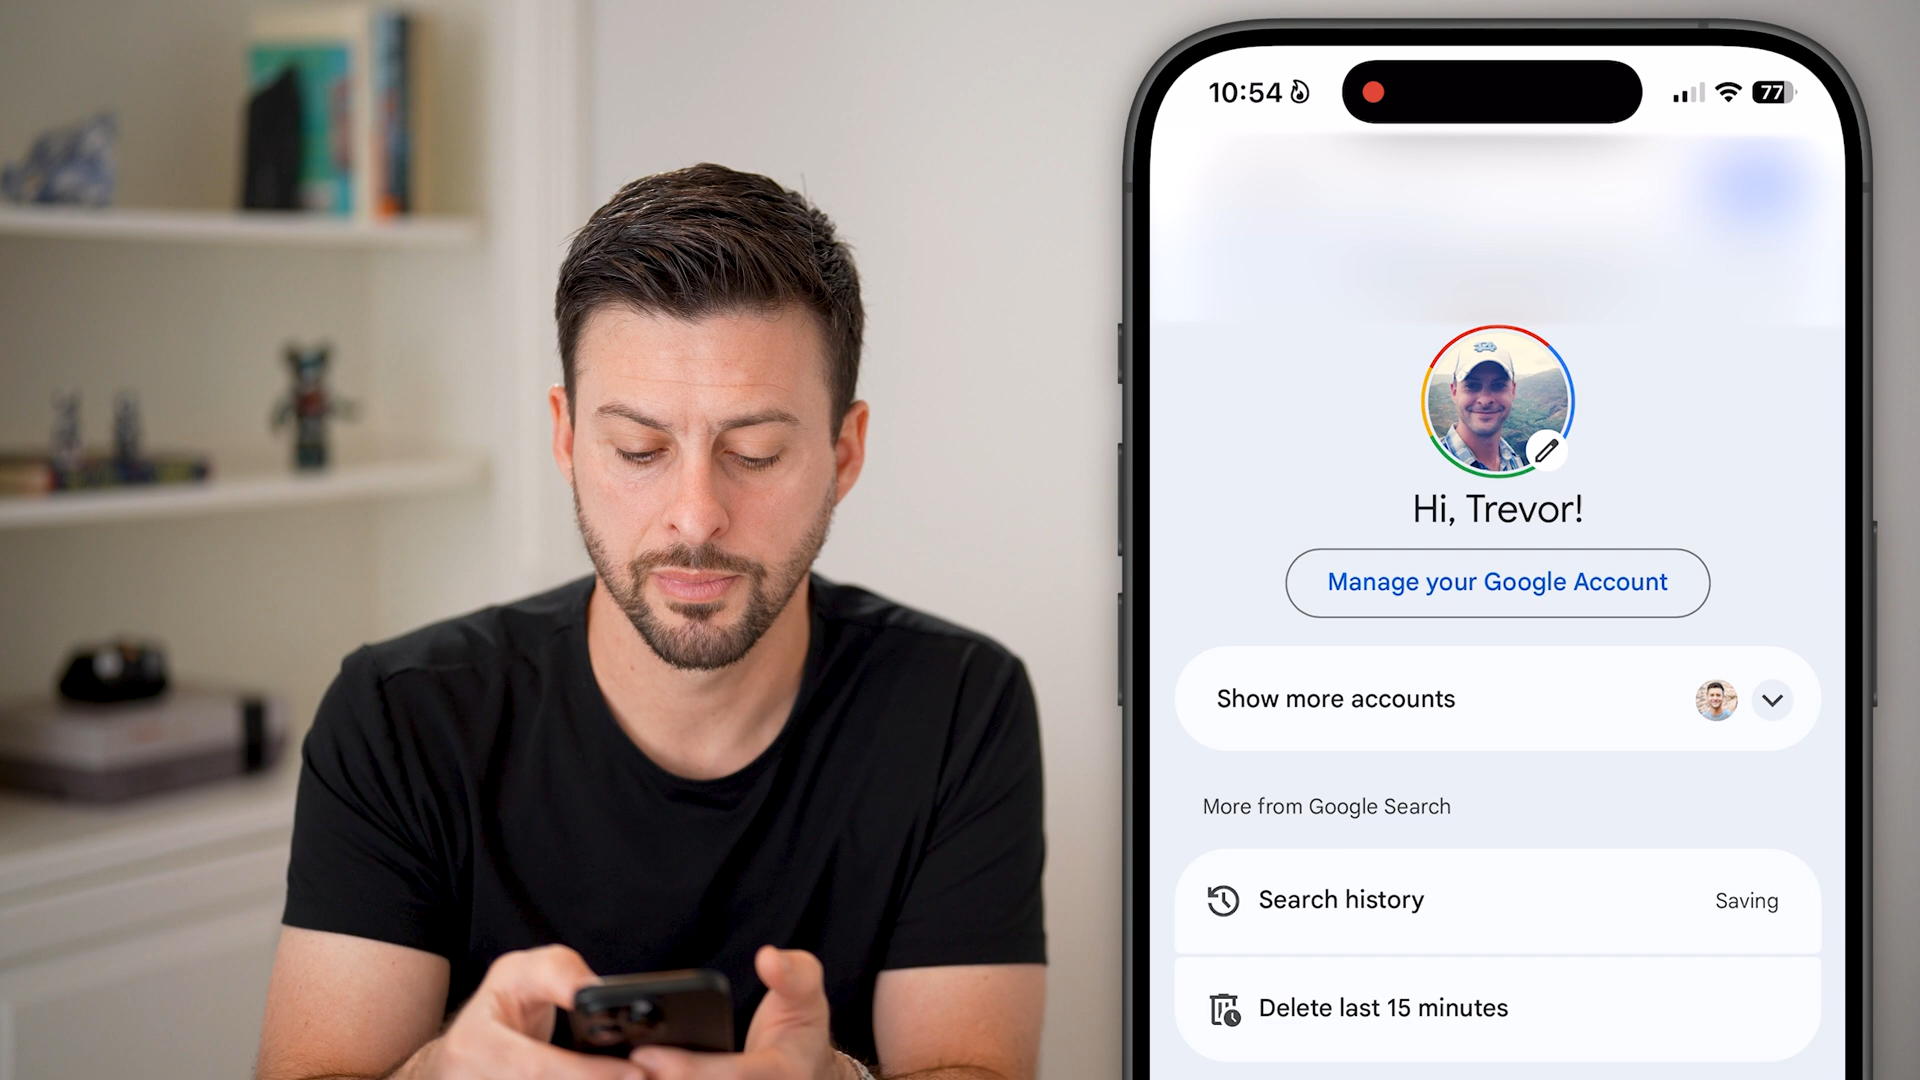 10:54
77
Hi, Trevor!
Manage your Google Account
Show more accounts
More from Google Search
Search history
Saving
Delete last 15 minutes